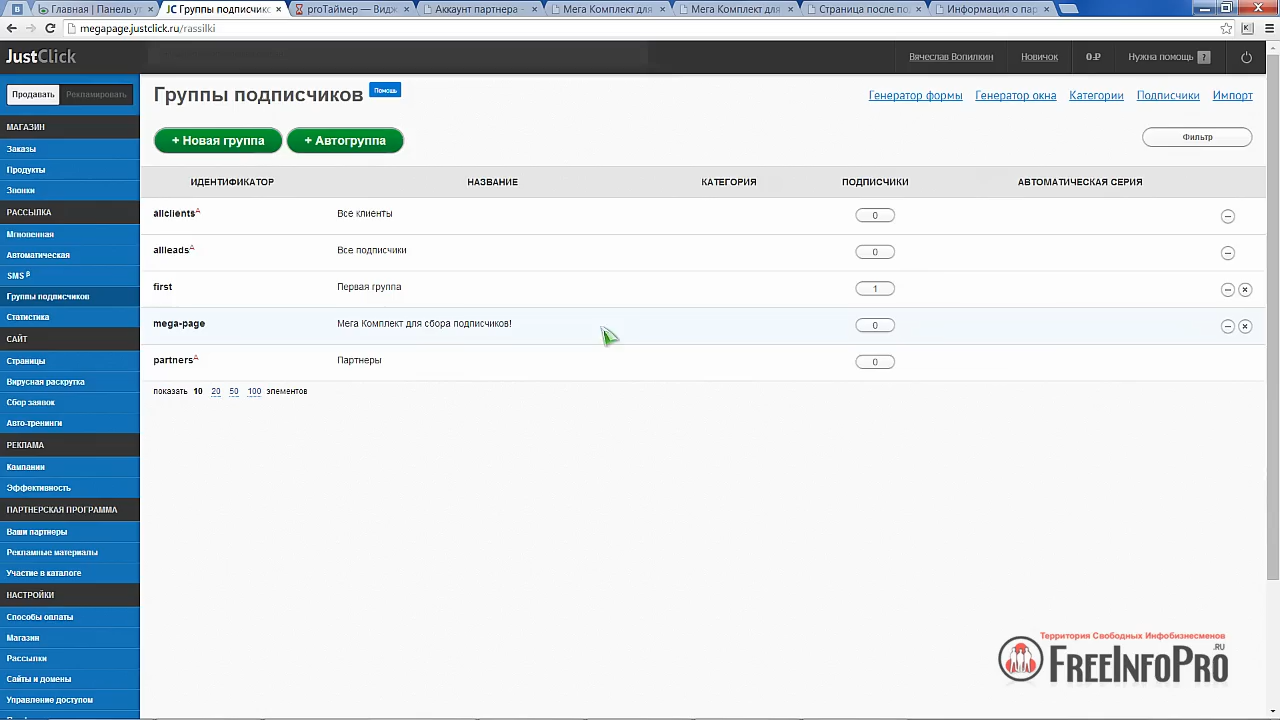 Главная | Панель уп
JC Группы подписчико
proТаймер — Видж
Аккаунт партнера -
Мега Комплект для
Мега Комплект для
Страница после по
Информация о пар
megapage.justclick.ru/rassilki
JustClick
Вячеслав Вопилкин
Новичок
0 ₽
Нужна помощь ?
Продавать
Рекламировать
МАГАЗИН
Заказы
Продукты
Звонки
РАССЫЛКА
Мгновенная
Автоматическая
SMS β
Группы подписчиков
Статистика
САЙТ
Страницы
Вирусная раскрутка
Сбор заявок
Авто-тренинги
РЕКЛАМА
Кампании
Эффективность
ПАРТНЕРСКАЯ ПРОГРАММА
Ваши партнеры
Рекламные материалы
Участие в каталоге
НАСТРОЙКИ
Способы оплаты
Магазин
Рассылки
Сайты и домены
Управление доступом
Группы подписчиков
Помощь
Генератор формы
Генератор окна
Категории
Подписчики
Импорт
+ Новая группа
+ Автогруппа
Фильтр
ИДЕНТИФИКАТОР НАЗВАНИЕ КАТЕГОРИЯ ПОДПИСЧИКИ АВТОМАТИЧЕСКАЯ СЕРИЯ
allclients А Все клиенты 0
allleads А Все подписчики 0
first Первая группа 1
mega-page Мега Комплект для сбора подписчиков! 0
partners А Партнеры 0
показать 10 20 50 100 элементов
Территория Свободных Инфобизнесменов
FREEINFOPRO .RU